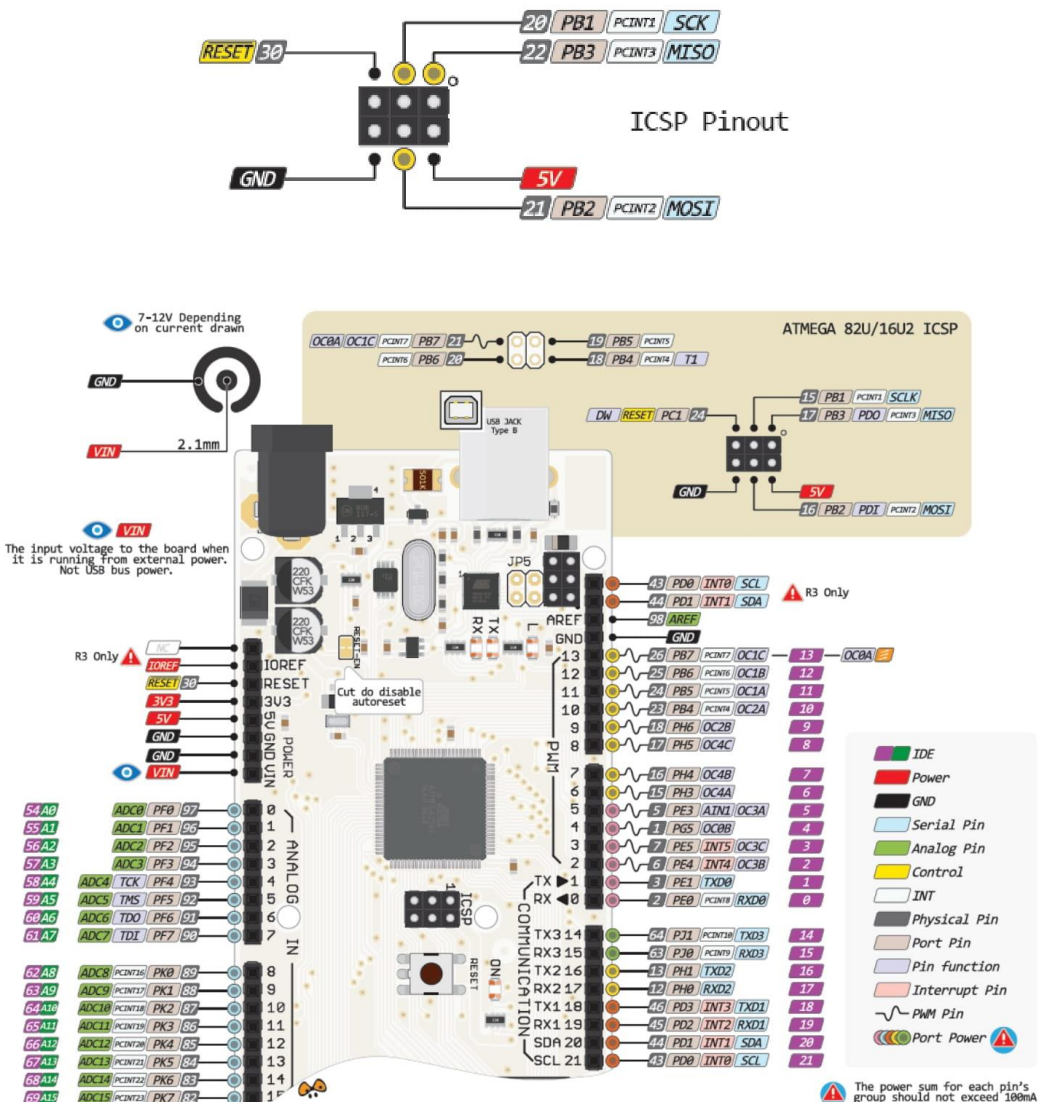 20 PB1 PCINT1 SCK
RESET 30
22 PB3 PCINT3 MISO
ICSP Pinout
GND
5V
21 PB2 PCINT2 MOSI
7-12V Depending
on current drawn
GND
VIN
2.1mm
ATMEGA 82U/16U2 ICSP
OC0A OC1C PCINT7 PB7 21
19 PB5 PCINT5
PCINT6 PB6 20
18 PB4 PCINT4 T1
15 PB1 PCINT1 SCLK
DW RESET PC1 24
17 PB3 PDO PCINT3 MISO
GND
5V
16 PB2 PDI PCINT2 MOSI
USB JACK
Type B
VIN
The input voltage to the board when
it is running from external power.
Not USB bus power.
4
1 2 3
220
CFK
W53
220
CFK
W53
JP5
1
RX
TX
L
RESET-EN
Cut do disable
autoreset
R3 Only
NC
IOREF IOREF
RESET 30 RESET
3V3 3V3
5V 5V
GND GND
GND
VIN VIN
POWER
43 PD0 INT0 SCL
44 PD1 INT1 SDA
R3 Only
AREF 98 AREF
GND GND
13 26 PB7 PCINT7 OC1C 13 OC0A
12 25 PB6 PCINT6 OC1B 12
11 24 PB5 PCINT5 OC1A 11
10 23 PB4 PCINT4 OC2A 10
9 18 PH6 OC2B 9
8 17 PH5 OC4C 8
PWM
7 16 PH4 OC4B 7
6 15 PH3 OC4A 6
5 5 PE3 AIN1 OC3A 5
4 1 PG5 OC0B 4
3 7 PE5 INT5 OC3C 3
2 6 PE4 INT4 OC3B 2
TX 1 3 PE1 TXD0 1
RX 0 2 PE0 PCINT8 RXD0 0
COMMUNICATION
TX3 14 64 PJ1 PCINT10 TXD3 14
RX3 15 63 PJ0 PCINT9 RXD3 15
TX2 16 13 PH1 TXD2 16
RX2 17 12 PH0 RXD2 17
TX1 18 46 PD3 INT3 TXD1 18
RX1 19 45 PD2 INT2 RXD1 19
SDA 20 44 PD1 INT1 SDA 20
SCL 21 43 PD0 INT0 SCL 21
54 A0 ADC0 PF0 97 0
55 A1 ADC1 PF1 96 1
56 A2 ADC2 PF2 95 2
57 A3 ADC3 PF3 94 3
58 A4 ADC4 TCK PF4 93 4
59 A5 ADC5 TMS PF5 92 5
60 A6 ADC6 TDO PF6 91 6
61 A7 ADC7 TDI PF7 90 7
ANALOG IN
62 A8 ADC8 PCINT16 PK0 89 8
63 A9 ADC9 PCINT17 PK1 88 9
64 A10 ADC10 PCINT18 PK2 87 10
65 A11 ADC11 PCINT19 PK3 86 11
66 A12 ADC12 PCINT20 PK4 85 12
67 A13 ADC13 PCINT21 PK5 84 13
68 A14 ADC14 PCINT22 PK6 83 14
69 A15 ADC15 PCINT23 PK7 82 15
1
ICSP
RESET
ON
IDE
Power
GND
Serial Pin
Analog Pin
Control
INT
Physical Pin
Port Pin
Pin function
Interrupt Pin
PWM Pin
Port Power
The power sum for each pin's
group should not exceed 100mA